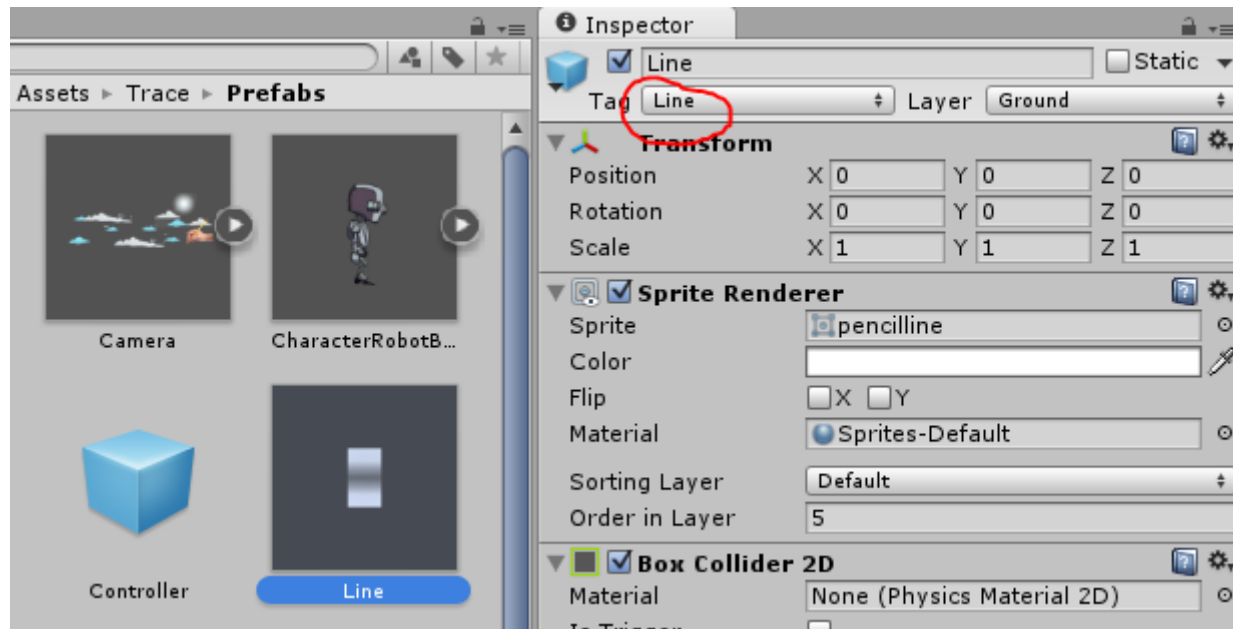 Inspector
Assets ▸ Trace ▸ Prefabs
Camera
CharacterRobotB...
Controller
Line
Line
Static
Tag Line Layer Ground
Transform
Position X 0 Y 0 Z 0
Rotation X 0 Y 0 Z 0
Scale X 1 Y 1 Z 1
Sprite Renderer
Sprite pencilline
Color
Flip X Y
Material Sprites-Default
Sorting Layer Default
Order in Layer 5
Box Collider 2D
Material None (Physics Material 2D)
Is Trigger